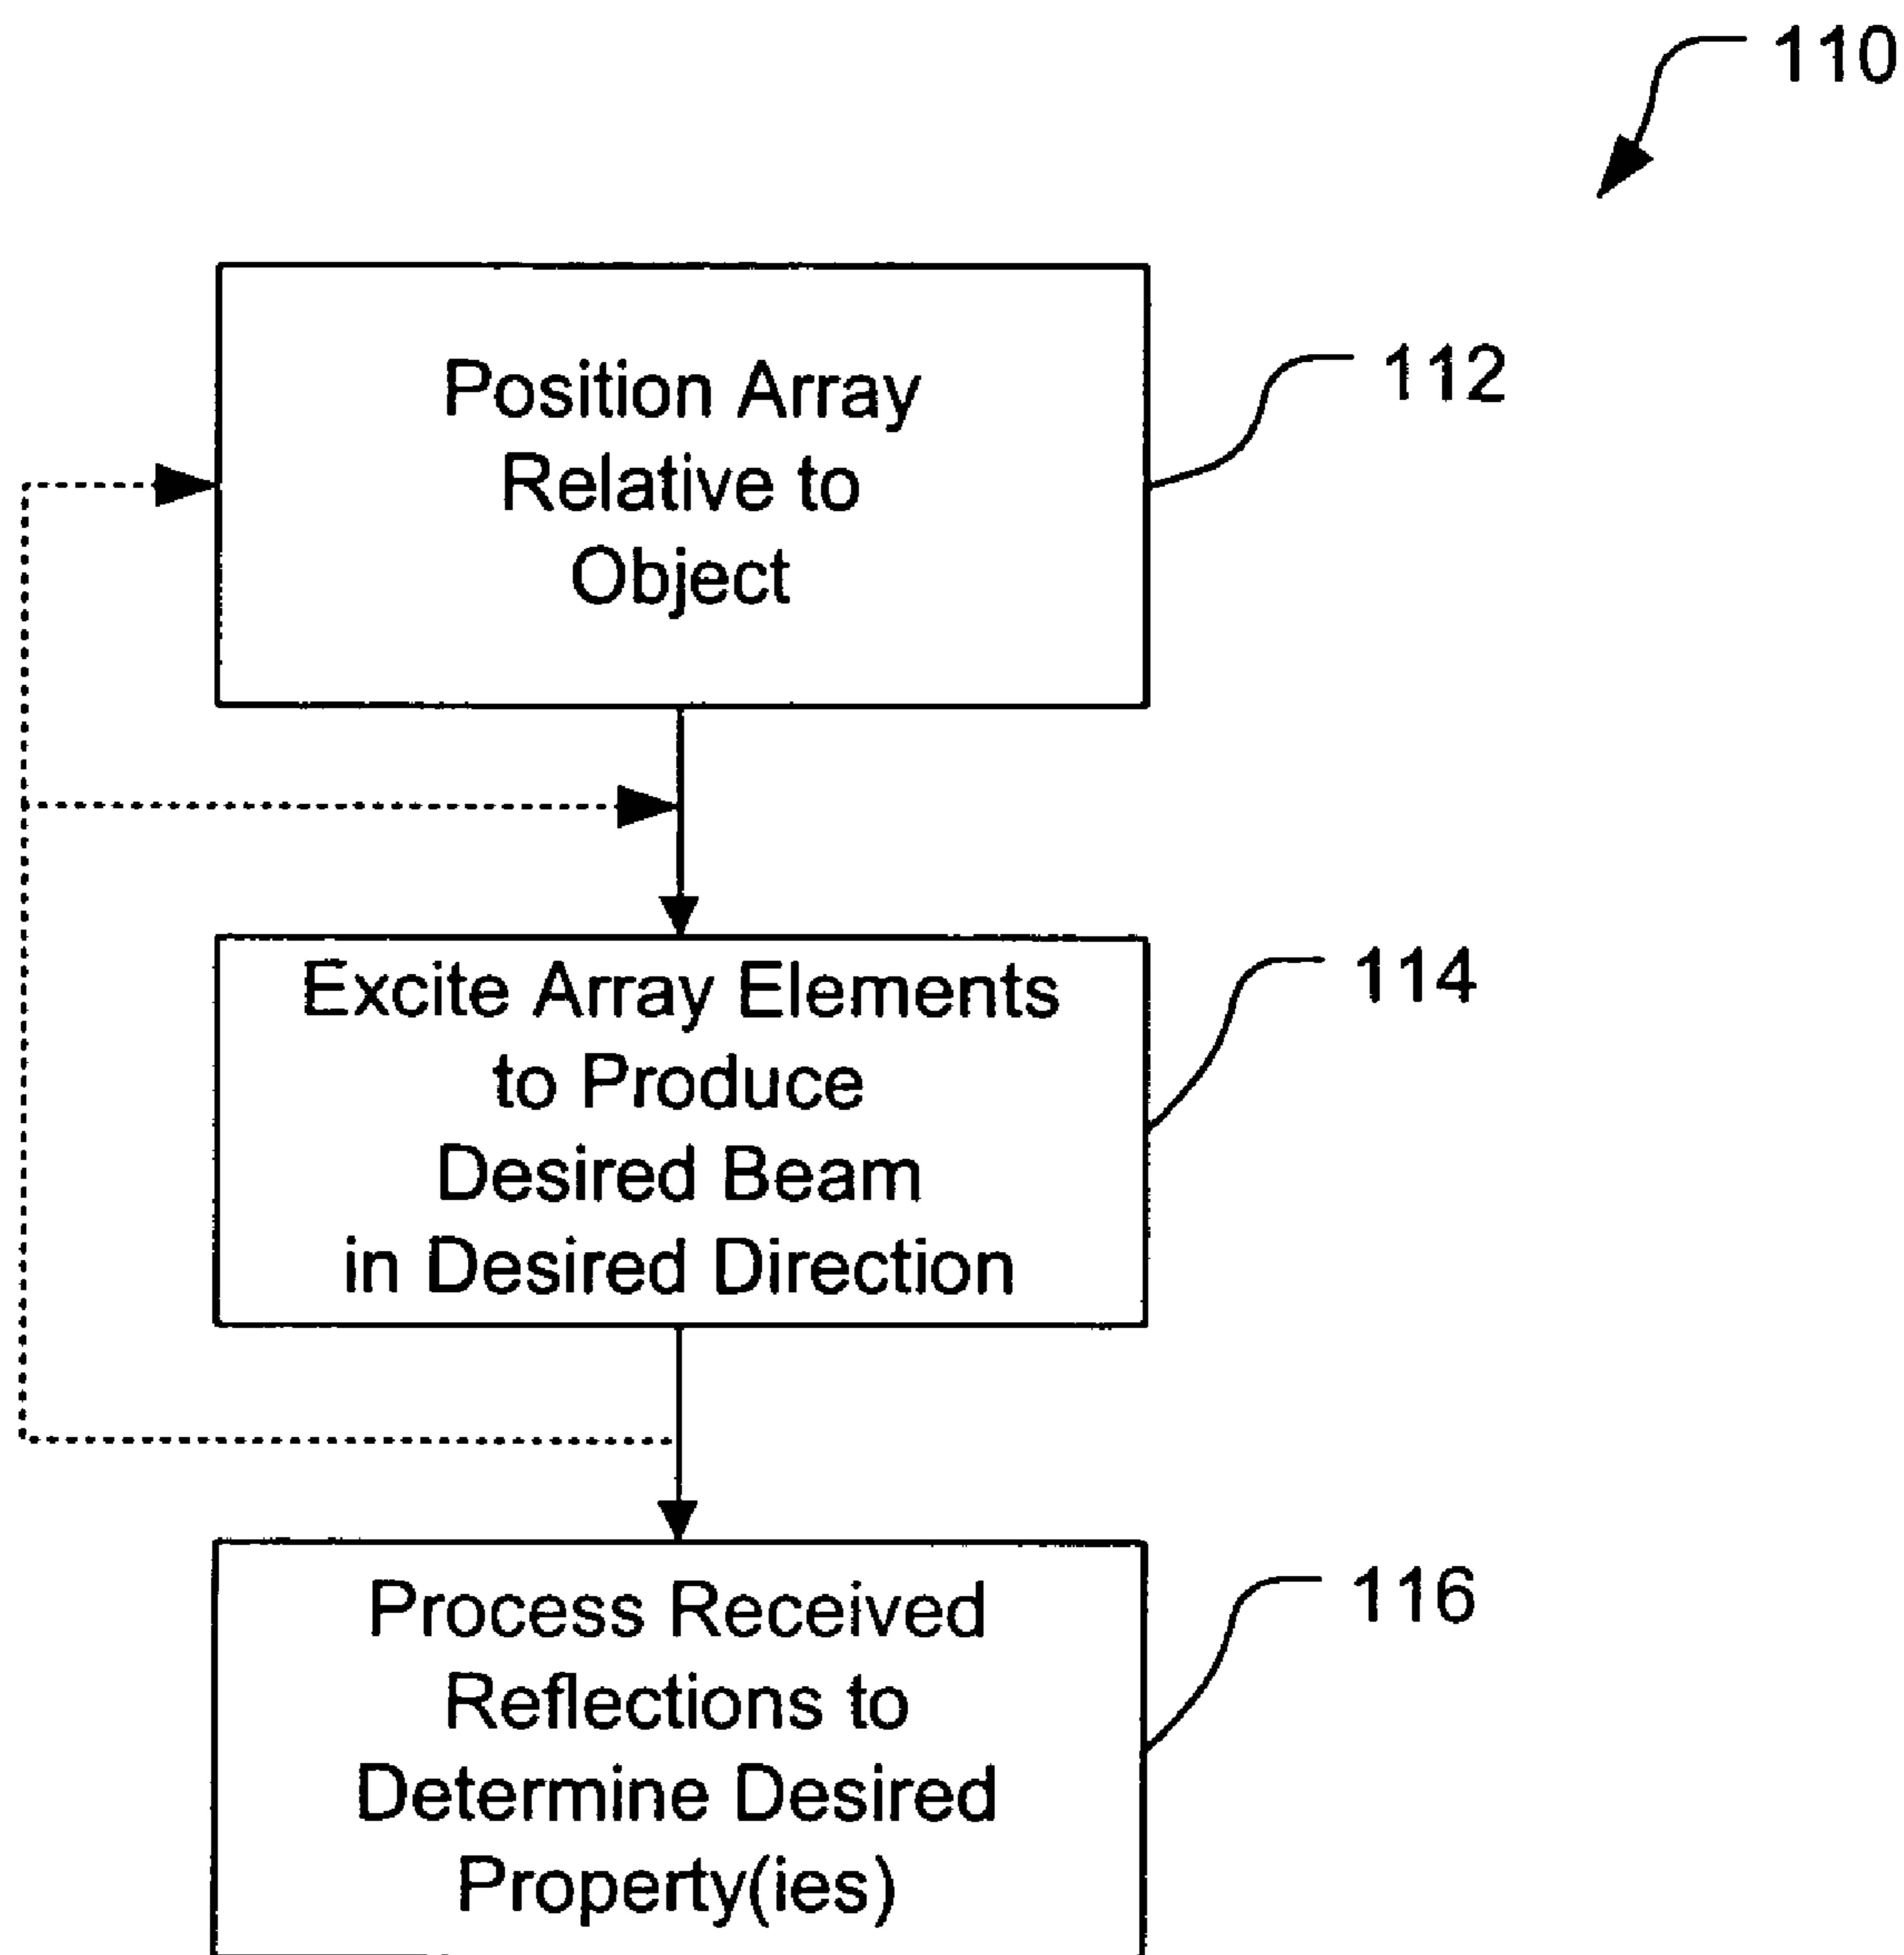 110
Position Array
Relative to
Object
112
Excite Array Elements
to Produce
Desired Beam
in Desired Direction
114
Process Received
Reflections to
Determine Desired
Property(ies)
116